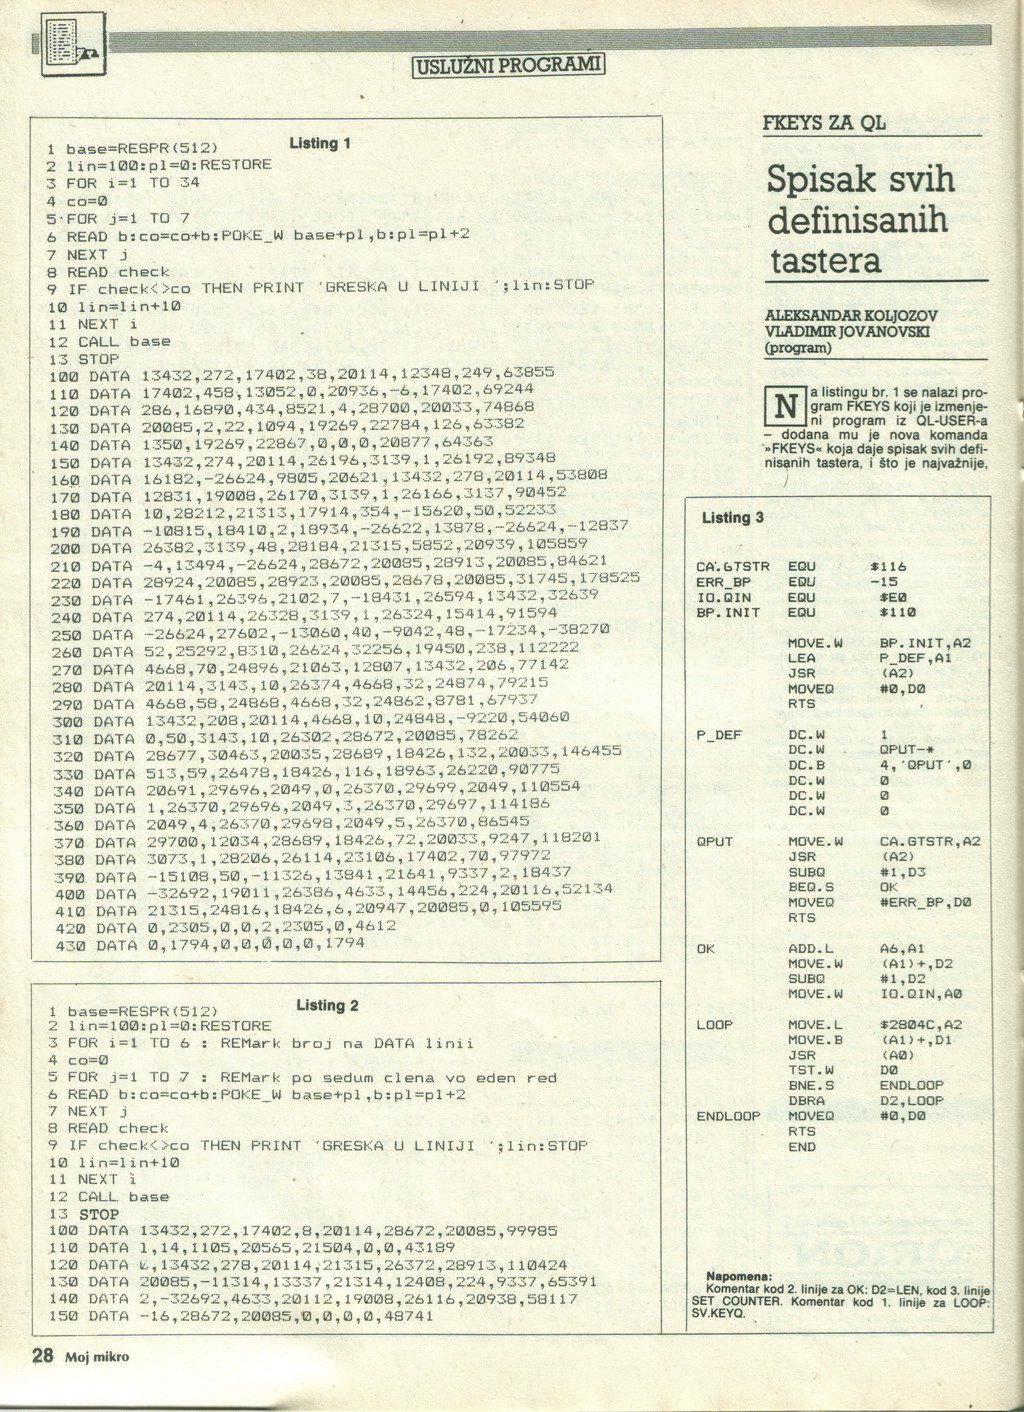 USLUŽNI PROGRAMI
Listing 1
1 base=RESPR(512)
2 lin=100:pl=0:RESTORE
3 FOR i=1 TO 34
4 co=0
5 FOR j=1 TO 7
6 READ b:co=co+b:POKE_W base+pl,b:pl=pl+2
7 NEXT j
8 READ check
9 IF check<>co THEN PRINT 'GRESKA U LINIJI ';lin:STOP
10 lin=lin+10
11 NEXT i
12 CALL base
13 STOP
100 DATA 13432,272,17402,38,20114,12348,249,63855
110 DATA 17402,458,13052,0,20936,-6,17402,69244
120 DATA 286,16890,434,8521,4,28700,20033,74868
130 DATA 20085,2,22,1094,19269,22784,126,63382
140 DATA 1350,19269,22867,0,0,0,20877,64363
150 DATA 13432,274,20114,26196,3139,1,26192,89348
160 DATA 16182,-26624,9805,20621,13432,278,20114,53808
170 DATA 12831,19008,26170,3139,1,26166,3137,90452
180 DATA 10,28212,21313,17914,354,-15620,50,52233
190 DATA -10815,18410,2,18934,-26622,13878,-26624,-12837
200 DATA 26382,3139,48,28184,21315,5852,20939,105859
210 DATA -4,13494,-26624,28672,20085,28913,20085,84621
220 DATA 28924,20085,28923,20085,28678,20085,31745,178525
230 DATA -17461,26396,2102,7,-18431,26594,13432,32639
240 DATA 274,20114,26328,3139,1,26324,15414,91594
250 DATA -26624,27602,-13060,40,-9042,48,-17234,-38270
260 DATA 52,25292,8310,26624,32256,19450,238,112222
270 DATA 4668,70,24896,21063,12807,13432,206,77142
280 DATA 20114,3143,10,26374,4668,32,24874,79215
290 DATA 4668,58,24868,4668,32,24862,8781,67937
300 DATA 13432,208,20114,4668,10,24848,-9220,54060
310 DATA 0,50,3143,10,26302,28672,20085,78262
320 DATA 28677,30463,20035,28689,18426,132,20033,146455
330 DATA 513,59,26478,18426,116,18963,26220,90775
340 DATA 20691,29696,2049,0,26370,29699,2049,110554
350 DATA 1,26370,29696,2049,3,26370,29697,114186
360 DATA 2049,4,26370,29698,2049,5,26370,86545
370 DATA 29700,12034,28689,18426,72,20033,9247,118201
380 DATA 3073,1,28206,26114,23106,17402,70,97972
390 DATA -15108,50,-11326,13841,21641,9337,2,18437
400 DATA -32692,19011,26386,4633,14456,224,20116,52134
410 DATA 21315,24816,18426,6,20947,20085,0,105595
420 DATA 0,2305,0,0,2,2305,0,4612
430 DATA 0,1794,0,0,0,0,0,1794
Listing 2
1 base=RESPR(512)
2 lin=100:pl=0:RESTORE
3 FOR i=1 TO 6 : REMark broj na DATA linii
4 co=0
5 FOR j=1 TO 7 : REMark po sedum clena vo eden red
6 READ b:co=co+b:POKE_W base+pl,b:pl=pl+2
7 NEXT j
8 READ check
9 IF check<>co THEN PRINT 'GRESKA U LINIJI ';lin:STOP
10 lin=lin+10
11 NEXT i
12 CALL base
13 STOP
100 DATA 13432,272,17402,8,20114,28672,20085,99985
110 DATA 1,14,1105,20565,21504,0,0,43189
120 DATA 0,13432,278,20114,21315,26372,28913,110424
130 DATA 20085,-11314,13337,21314,12408,224,9337,65391
140 DATA 2,-32692,4633,20112,19008,26116,20938,58117
150 DATA -16,28672,20085,0,0,0,0,48741
FKEYS ZA QL
Spisak svih
definisanih
tastera
ALEKSANDAR KOLJOZOV
VLADIMIR JOVANOVSKI
(program)
Na listingu br. 1 se nalazi pro-
gram FKEYS koji je izmenje-
ni program iz QL-USER-a
– dodana mu je nova komanda
»FKEYS« koja daje spisak svih defi-
nisanih tastera, i što je najvažnije,
Listing 3
CA.GTSTR EQU $116
ERR_BP EQU -15
IO.QIN EQU $E0
BP.INIT EQU $110
MOVE.W BP.INIT,A2
LEA P_DEF,A1
JSR (A2)
MOVEQ #0,D0
RTS
P_DEF DC.W 1
DC.W QPUT-*
DC.B 4,'QPUT',0
DC.W 0
DC.W 0
DC.W 0
QPUT MOVE.W CA.GTSTR,A2
JSR (A2)
SUBQ #1,D3
BEQ.S OK
MOVEQ #ERR_BP,D0
RTS
OK ADD.L A6,A1
MOVE.W (A1)+,D2
SUBQ #1,D2
MOVE.W IO.QIN,A0
LOOP MOVE.L $2804C,A2
MOVE.B (A1)+,D1
JSR (A0)
TST.W D0
BNE.S ENDLOOP
DBRA D2,LOOP
ENDLOOP MOVEQ #0,D0
RTS
END
Napomena:
Komentar kod 2. linije za OK: D2=LEN, kod 3. linije
SET COUNTER. Komentar kod 1. linije za LOOP:
SV.KEYQ.
28 Moj mikro